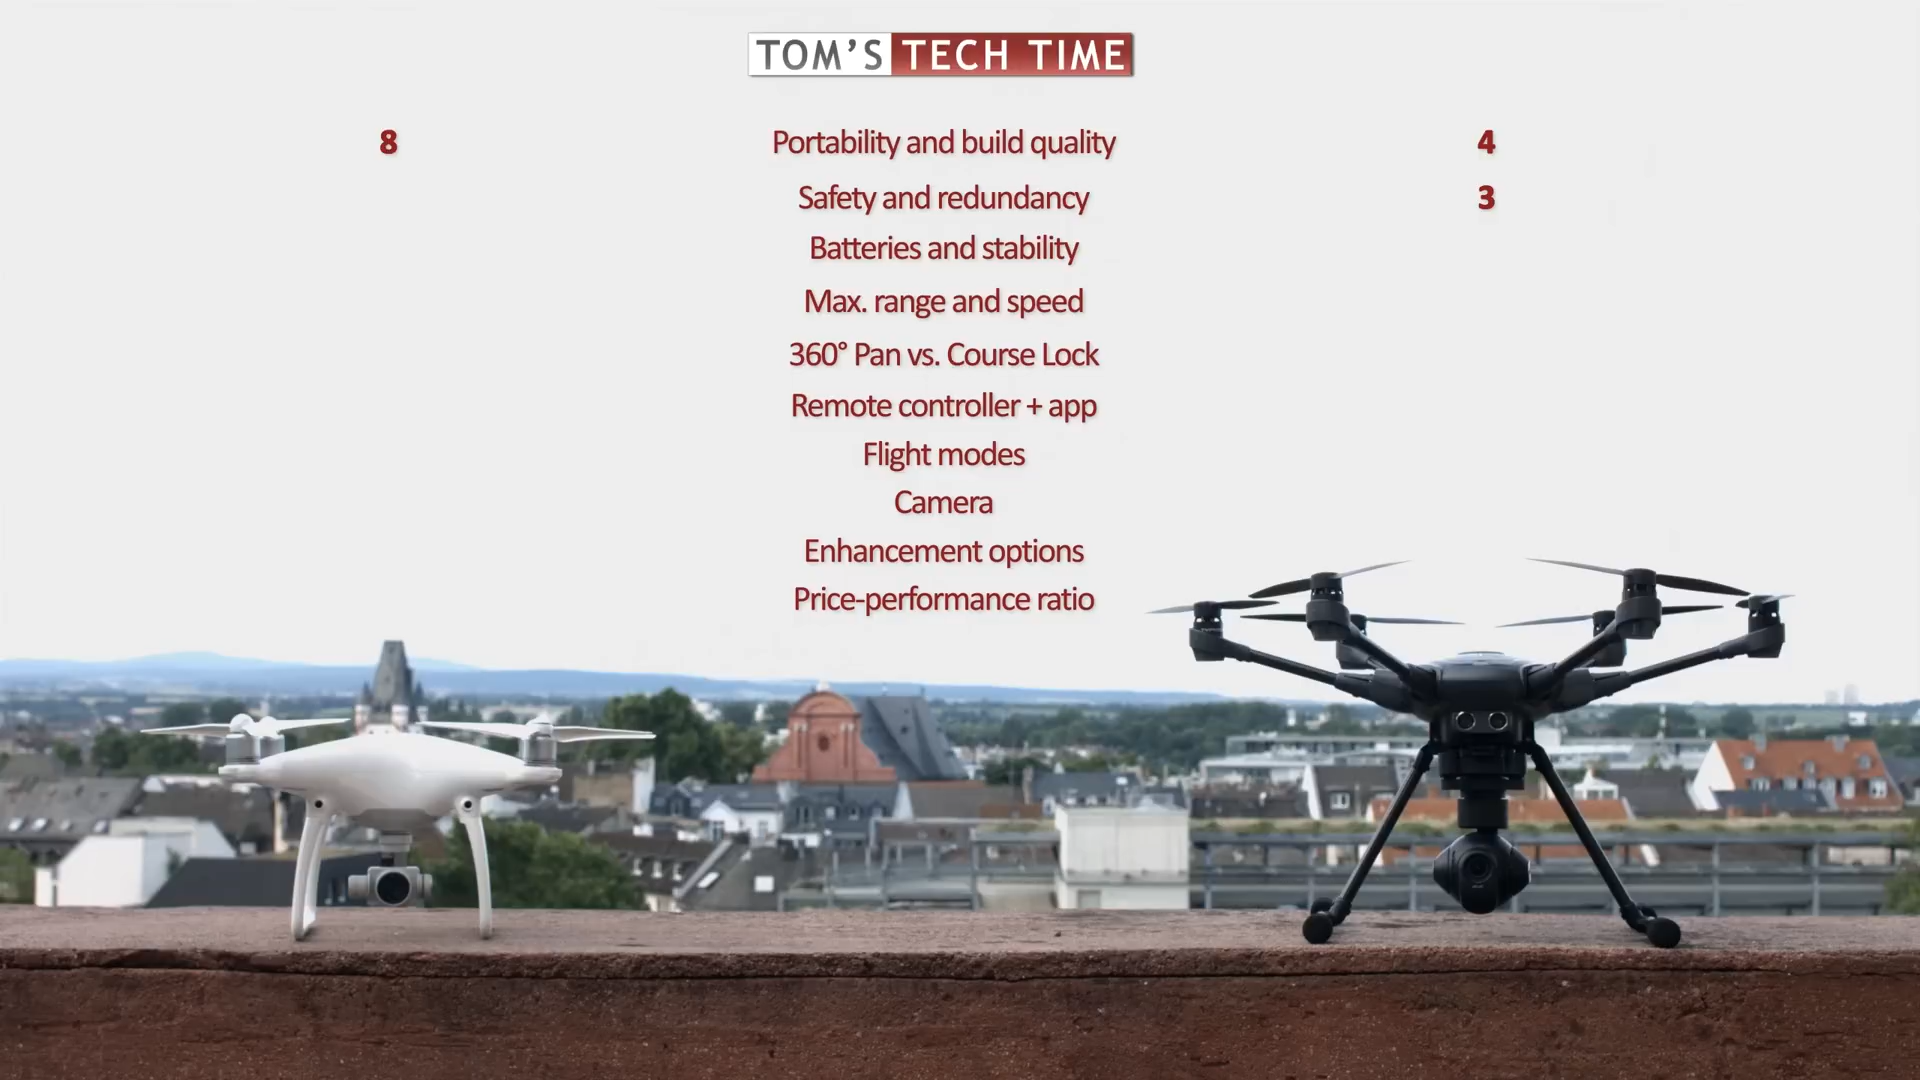 TOM'S TECH TIME
8 Portability and build quality 4
Safety and redundancy 3
Batteries and stability
Max. range and speed
360° Pan vs. Course Lock
Remote controller + app
Flight modes
Camera
Enhancement options
Price-performance ratio